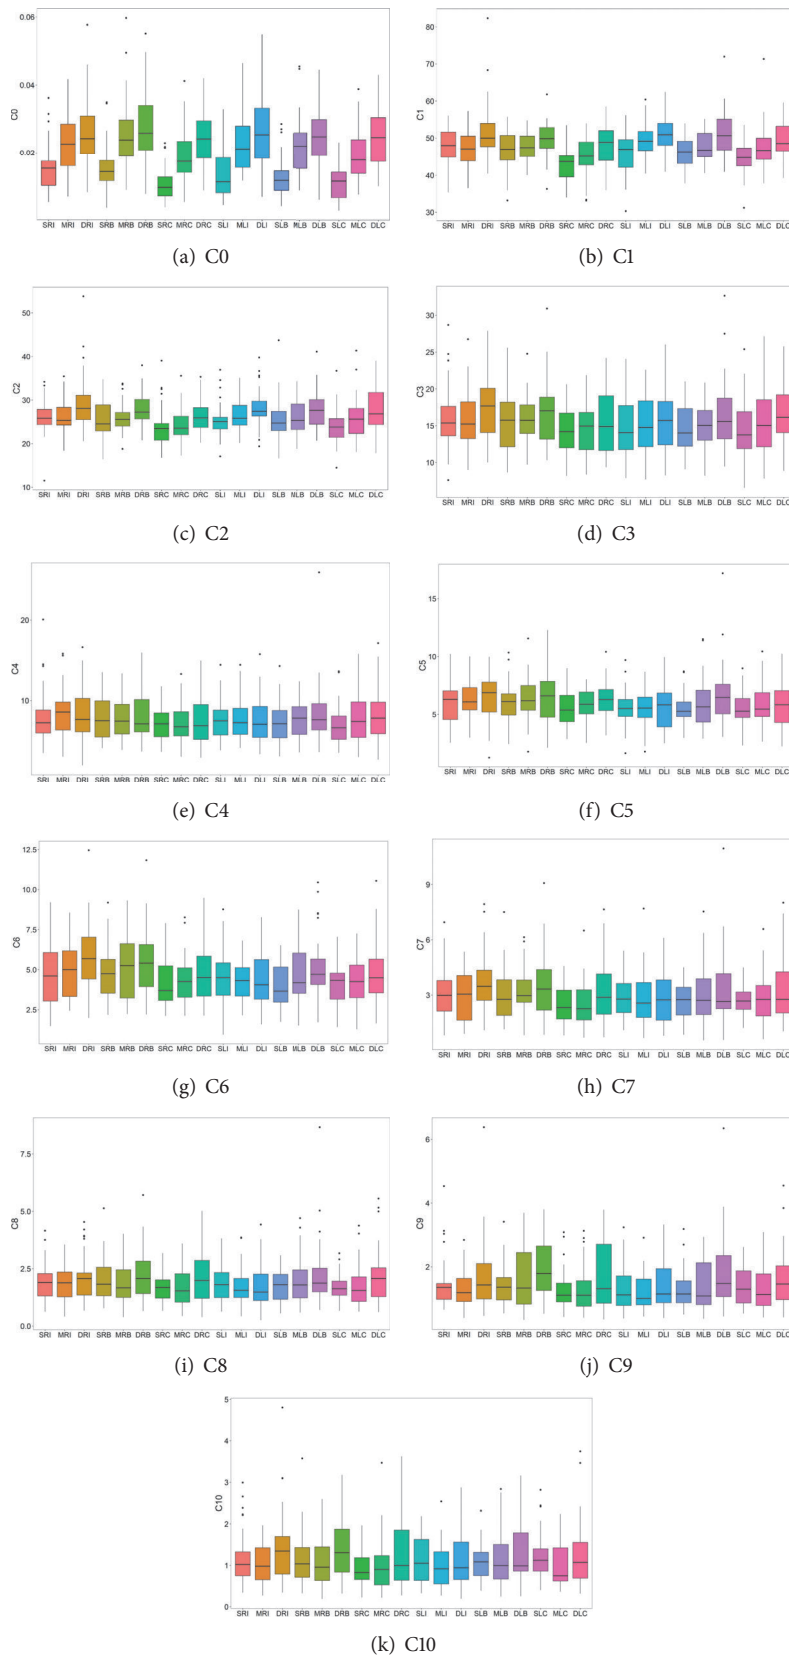 0.06
0.04
0.02
C0
SRI MRI DRI SRB MRB DRB SRC MRC DRC SLI MLI DLI SLB MLB DLB SLC MLC DLC
(a) C0
80
70
60
50
40
30
C1
SRI MRI DRI SRB MRB DRB SRC MRC DRC SLI MLI DLI SLB MLB DLB SLC MLC DLC
(b) C1
50
40
30
20
10
C2
SRI MRI DRI SRB MRB DRB SRC MRC DRC SLI MLI DLI SLB MLB DLB SLC MLC DLC
(c) C2
30
25
20
15
10
C3
SRI MRI DRI SRB MRB DRB SRC MRC DRC SLI MLI DLI SLB MLB DLB SLC MLC DLC
(d) C3
20
10
C4
SRI MRI DRI SRB MRB DRB SRC MRC DRC SLI MLI DLI SLB MLB DLB SLC MLC DLC
(e) C4
15
10
5
C5
SRI MRI DRI SRB MRB DRB SRC MRC DRC SLI MLI DLI SLB MLB DLB SLC MLC DLC
(f) C5
12.5
10.0
7.5
5.0
2.5
C6
SRI MRI DRI SRB MRB DRB SRC MRC DRC SLI MLI DLI SLB MLB DLB SLC MLC DLC
(g) C6
9
6
3
C7
SRI MRI DRI SRB MRB DRB SRC MRC DRC SLI MLI DLI SLB MLB DLB SLC MLC DLC
(h) C7
7.5
5.0
2.5
0.0
C8
SRI MRI DRI SRB MRB DRB SRC MRC DRC SLI MLI DLI SLB MLB DLB SLC MLC DLC
(i) C8
6
4
2
C9
SRI MRI DRI SRB MRB DRB SRC MRC DRC SLI MLI DLI SLB MLB DLB SLC MLC DLC
(j) C9
5
4
3
2
1
0
C10
SRI MRI DRI SRB MRB DRB SRC MRC DRC SLI MLI DLI SLB MLB DLB SLC MLC DLC
(k) C10